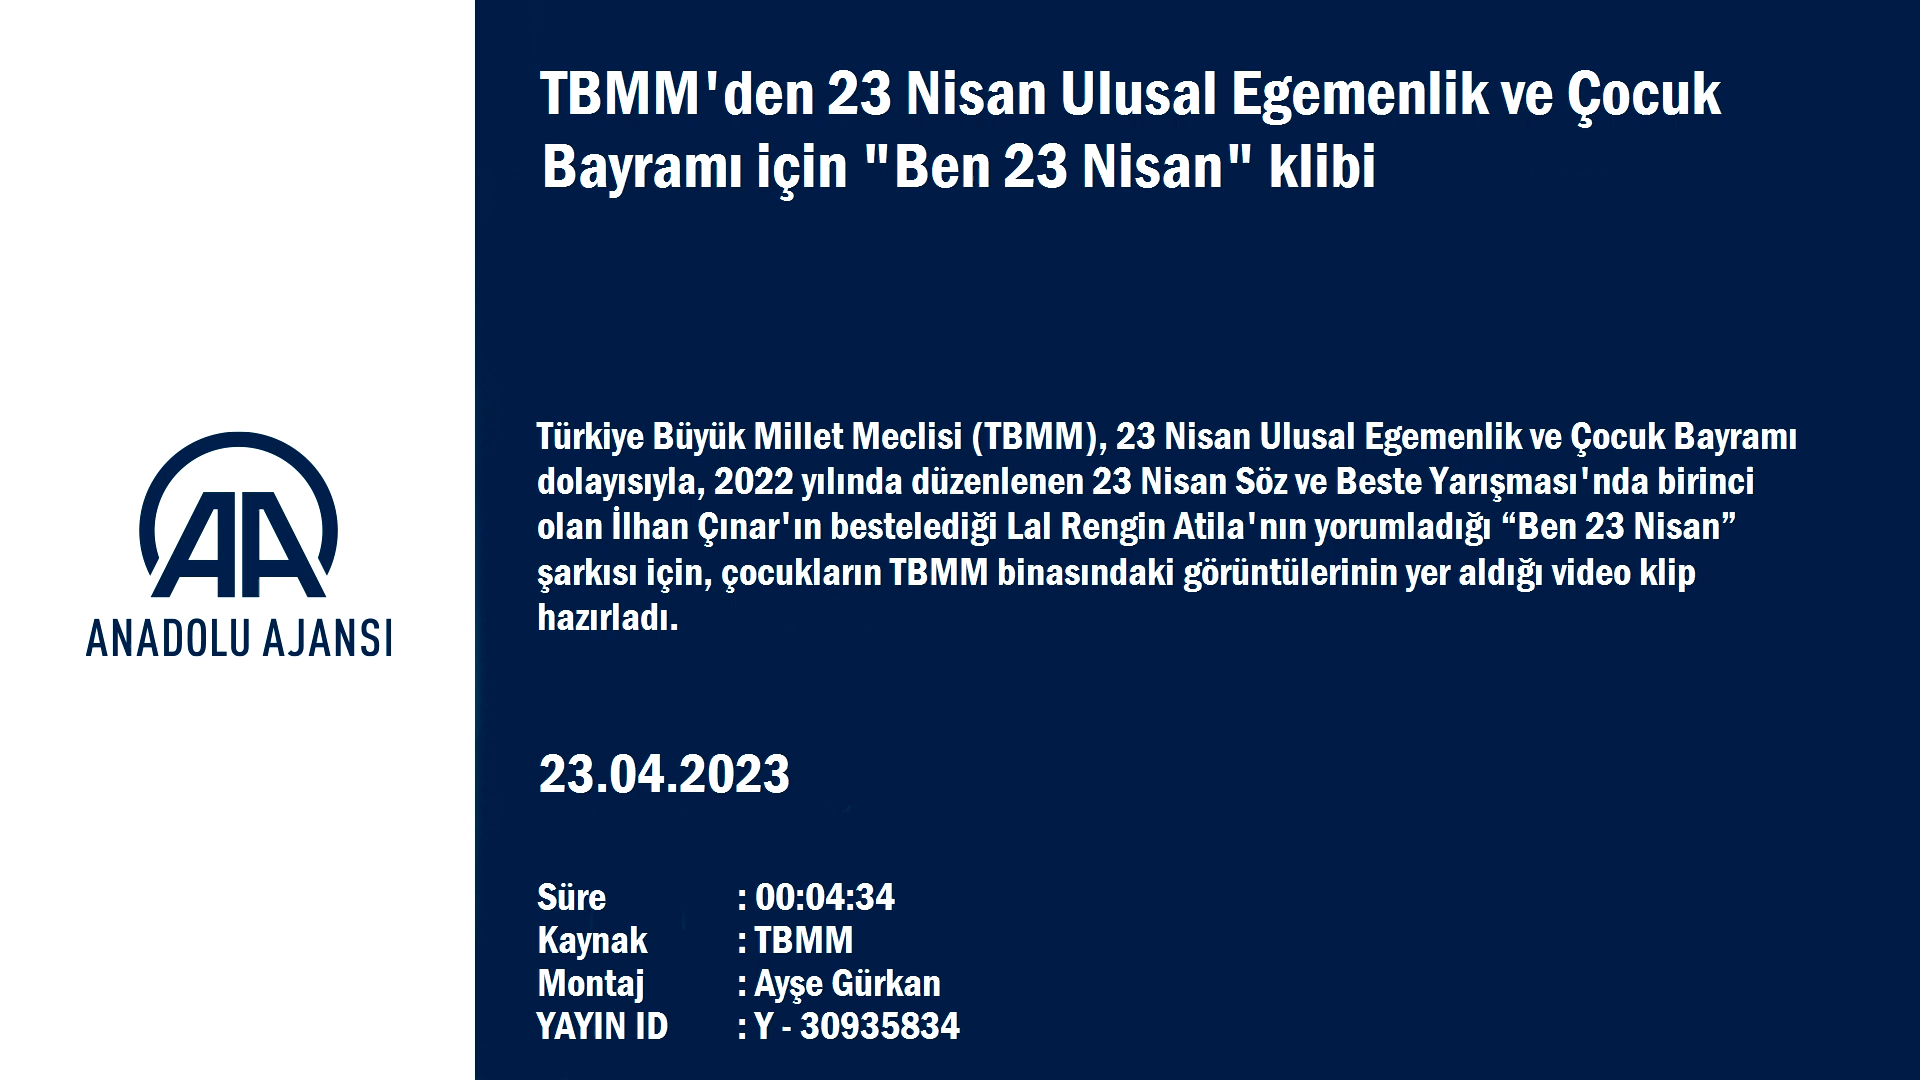 TBMM'den 23 Nisan Ulusal Egemenlik ve Çocuk
Bayramı için "Ben 23 Nisan" klibi
Türkiye Büyük Millet Meclisi (TBMM), 23 Nisan Ulusal Egemenlik ve Çocuk Bayramı
dolayısıyla, 2022 yılında düzenlenen 23 Nisan Söz ve Beste Yarışması'nda birinci
olan İlhan Çınar'ın bestelediği Lal Rengin Atila'nın yorumladığı “Ben 23 Nisan”
şarkısı için, çocukların TBMM binasındaki görüntülerinin yer aldığı video klip
hazırladı.
AA
ANADOLU AJANSI
23.04.2023
Süre : 00:04:34
Kaynak : TBMM
Montaj : Ayşe Gürkan
YAYIN ID : Y - 30935834